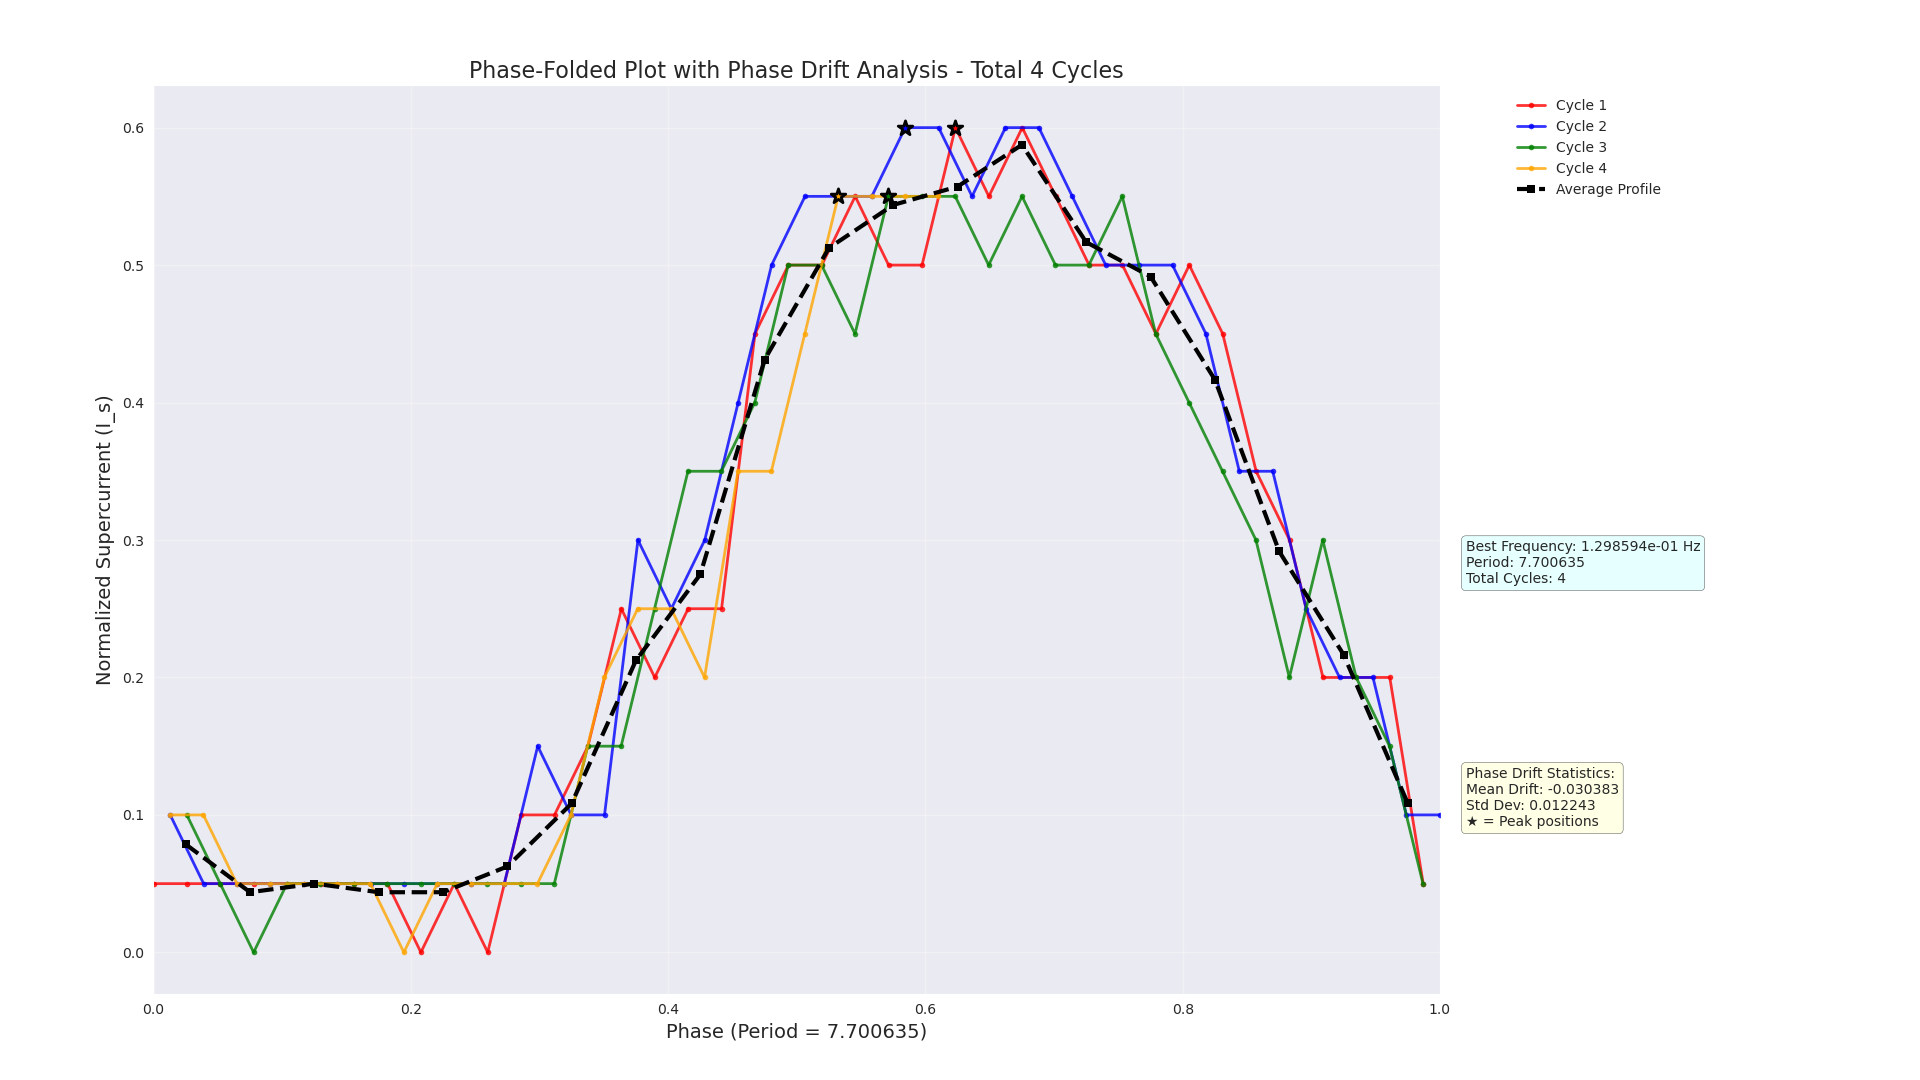 Phase-Folded Plot with Phase Drift Analysis - Total 4 Cycles
Normalized Supercurrent (I_s)
0.6
0.5
0.4
0.3
0.2
0.1
0.0
0.0
0.2
0.4
0.6
0.8
1.0
Phase (Period = 7.700635)
Cycle 1
Cycle 2
Cycle 3
Cycle 4
Average Profile
Best Frequency: 1.298594e-01 Hz
Period: 7.700635
Total Cycles: 4
Phase Drift Statistics:
Mean Drift: -0.030383
Std Dev: 0.012243
★ = Peak positions